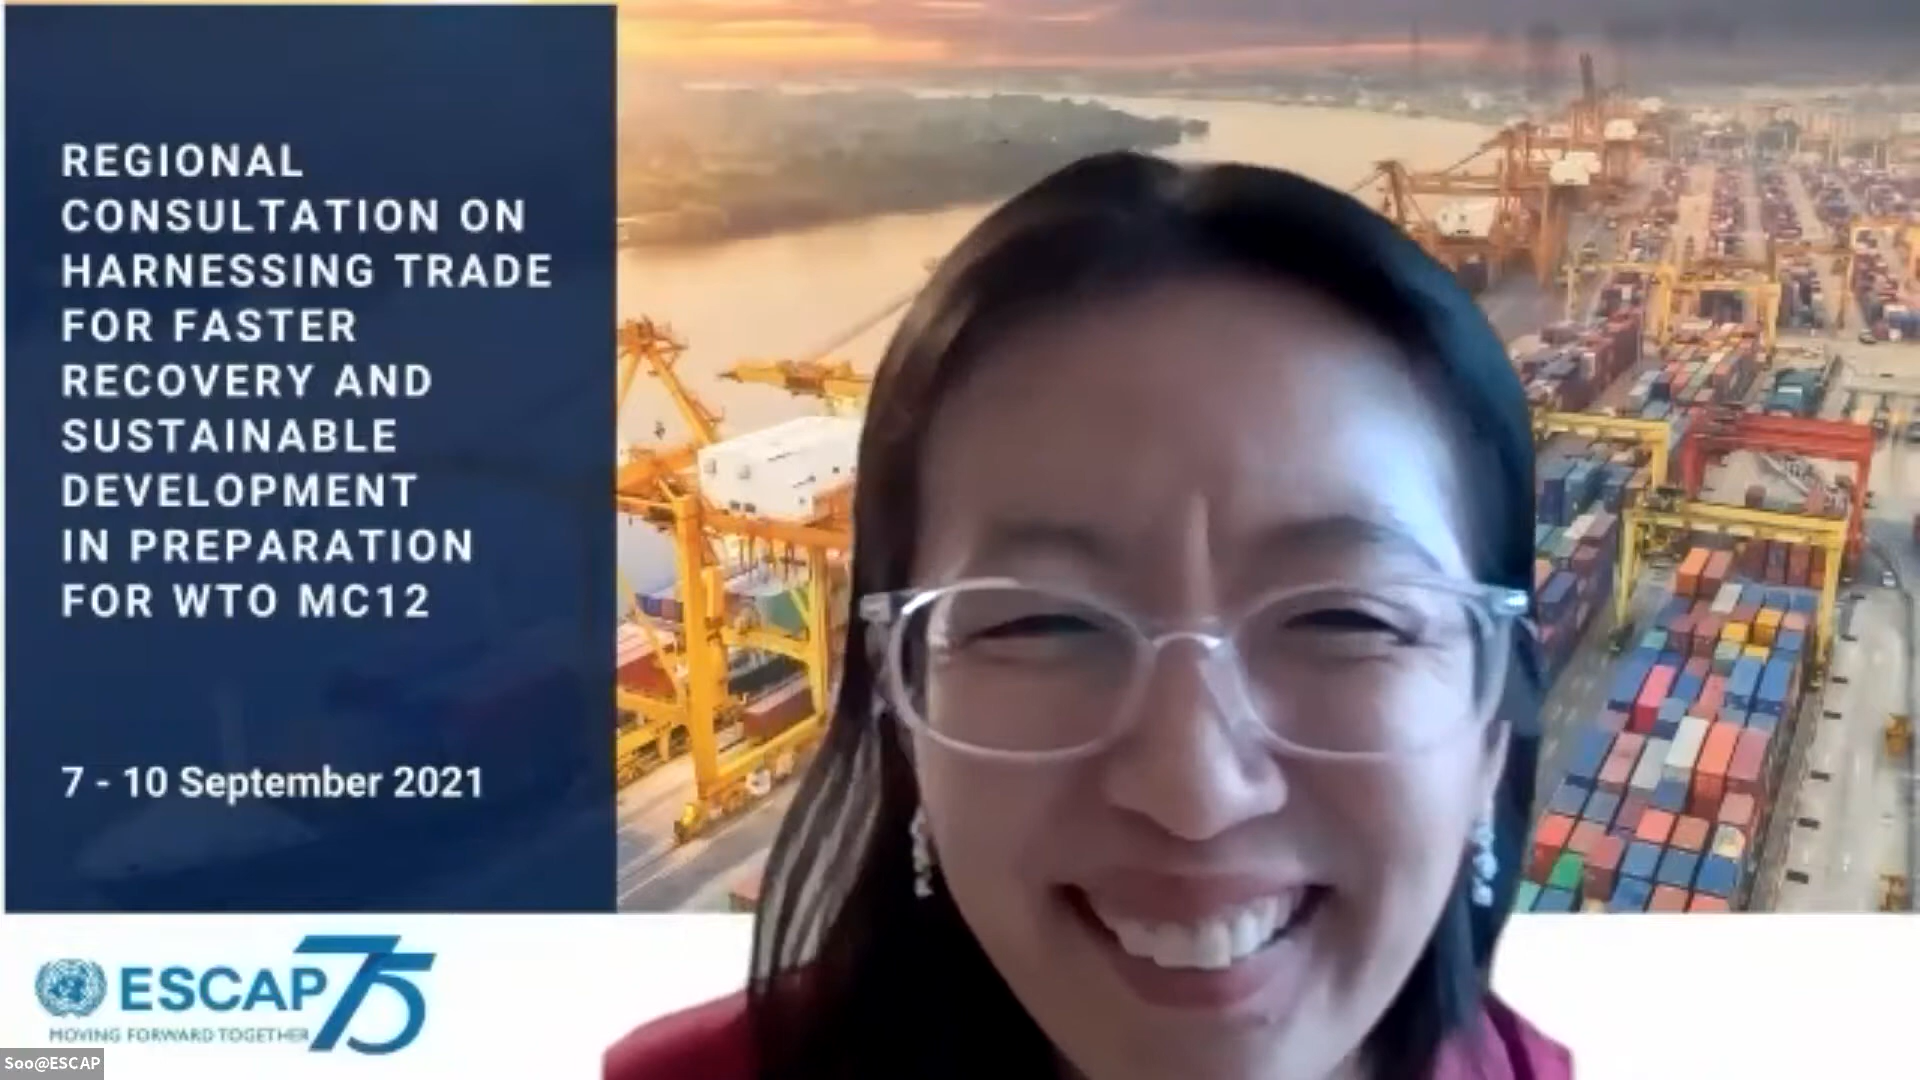 REGIONAL
CONSULTATION ON
HARNESSING TRADE
FOR FASTER
RECOVERY AND
SUSTAINABLE
DEVELOPMENT
IN PREPARATION
FOR WTO MC12
7 - 10 September 2021
ESCAP 75
MOVING FORWARD TOGETHER
Soo@ESCAP